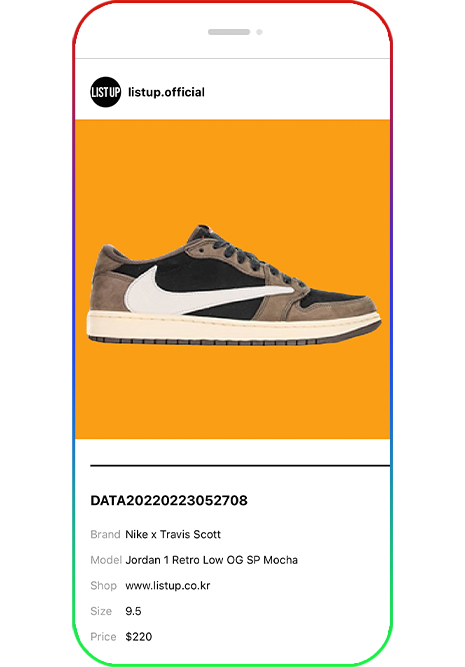 LIST UP
listup.official
DATA20220223052708
Brand Nike x Travis Scott
Model Jordan 1 Retro Low OG SP Mocha
Shop www.listup.co.kr
Size 9.5
Price $220